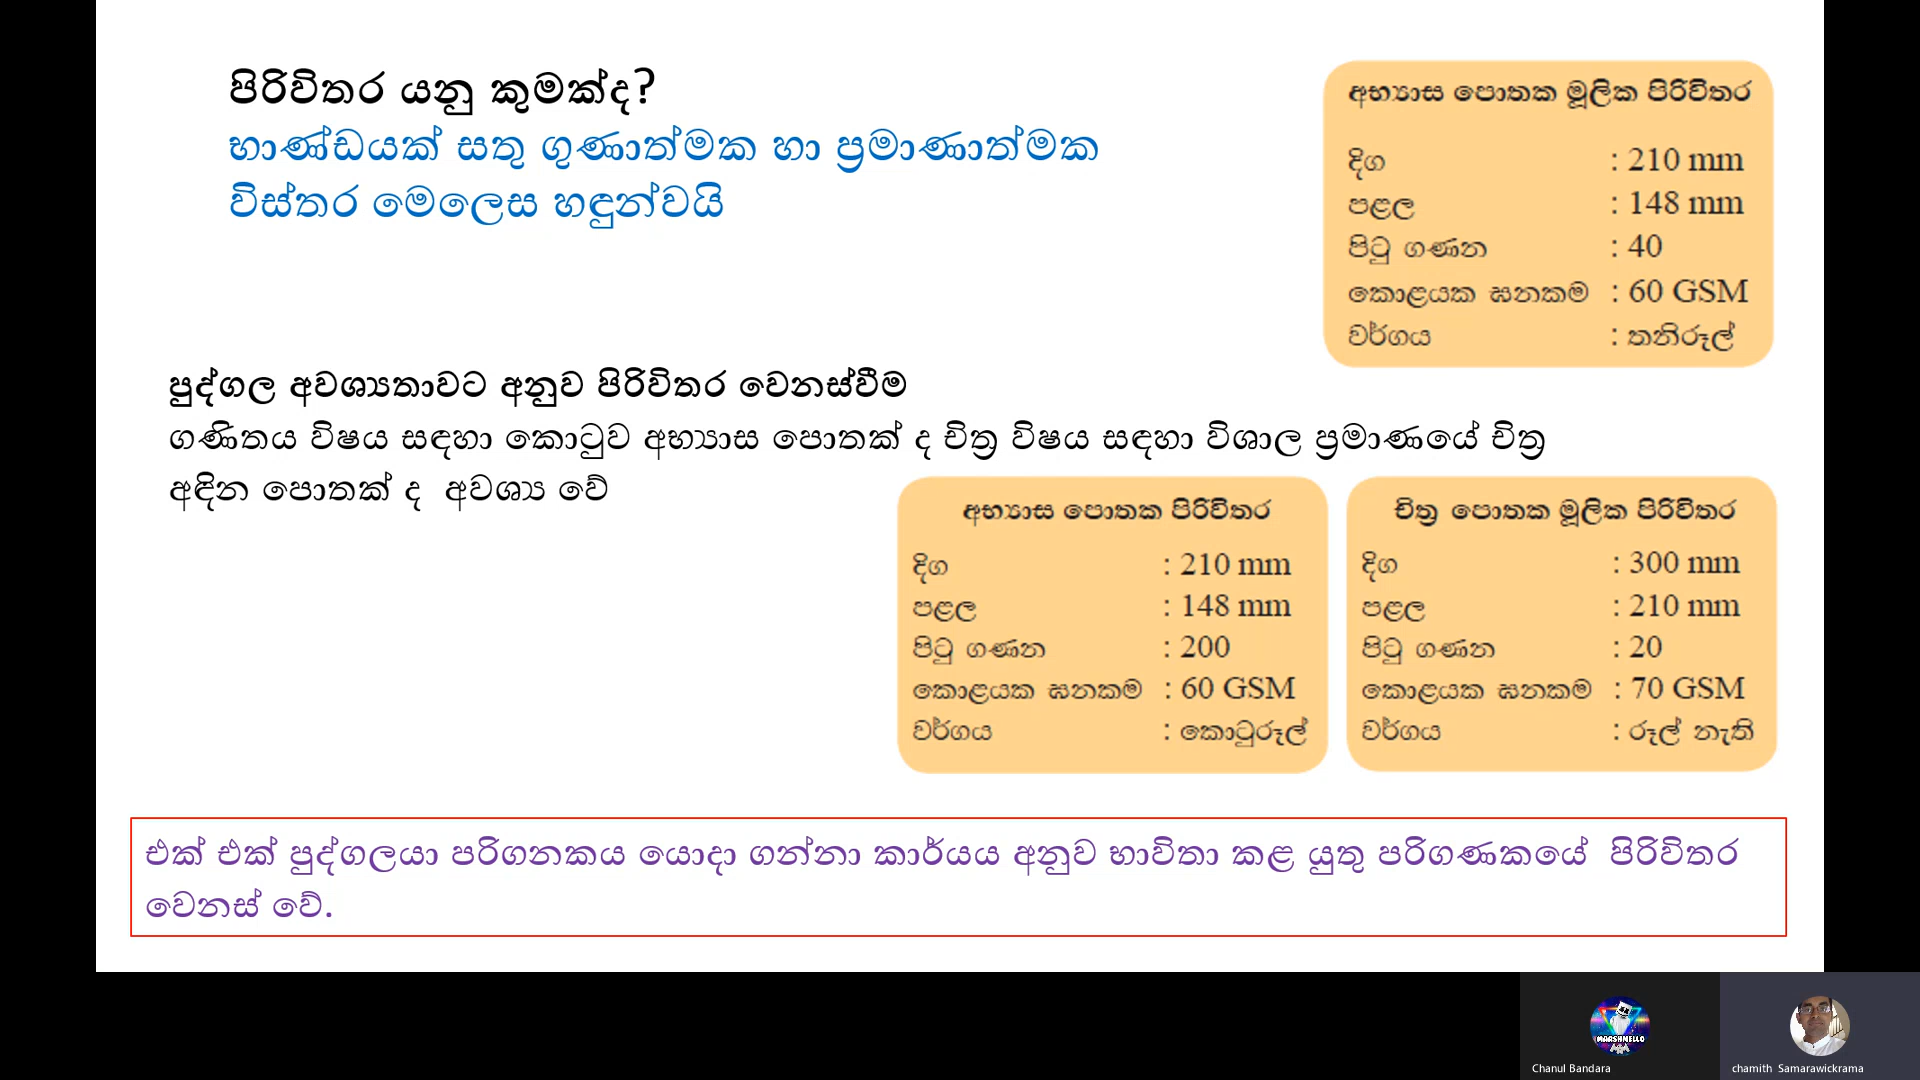 පිරිවිතර යනු කුමක්ද?
භාණ්ඩයක් සතු ගුණාත්මක හා ප්‍රමාණාත්මක
විස්තර මෙලෙස හඳුන්වයි
අභ්‍යාස පොතක මූලික පිරිවිතර
දිග : 210 mm
පළල : 148 mm
පිටු ගණන : 40
කොළයක ඝනකම : 60 GSM
වර්ගය : තනිරූල්
පුද්ගල අවශ්‍යතාවට අනුව පිරිවිතර වෙනස්වීම
ගණිතය විෂය සඳහා කොටුව අභ්‍යාස පොතක් ද චිත්‍ර විෂය සඳහා විශාල ප්‍රමාණයේ චිත්‍ර
අඳින පොතක් ද අවශ්‍ය වේ
අභ්‍යාස පොතක පිරිවිතර
දිග : 210 mm
පළල : 148 mm
පිටු ගණන : 200
කොළයක ඝනකම : 60 GSM
වර්ගය : කොටුරූල්
චිත්‍ර පොතක මූලික පිරිවිතර
දිග : 300 mm
පළල : 210 mm
පිටු ගණන : 20
කොළයක ඝනකම : 70 GSM
වර්ගය : රූල් නැති
එක් එක් පුද්ගලයා පරිගනකය යොදා ගන්නා කාර්යය අනුව භාවිතා කළ යුතු පරිගණකයේ පිරිවිතර
වෙනස් වේ.
MARSHMELLO
Chanul Bandara
chamith Samarawickrama